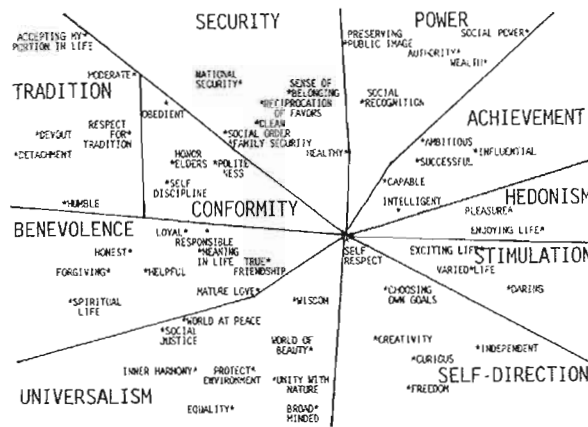 SECURITY
POWER
ACCEPTING MY*
PORTION IN LIFE
PRESERVING
*PUBLIC IMAGE
SOCIAL POWER*
AUTHORITY*
WEALTH*
MODERATE*
TRADITION
NATIONAL
SECURITY*
SENSE OF
*BELONGING
*RECIPROCATION
OF FAVORS
SOCIAL
*RECOGNITION
OBEDIENT
*CLEAN
*SOCIAL ORDER
*FAMILY SECURITY
ACHIEVEMENT
*DEVOUT
*DETACHMENT
RESPECT
FOR*
TRADITION
HONOR
*ELDERS
*POLITE
NESS
HEALTHY*
*AMBITIOUS
*INFLUENTIAL
*SUCCESSFUL
*SELF
DISCIPLINE
*CAPABLE
INTELLIGENT
HEDONISM
*HUMBLE
CONFORMITY
PLEASURE*
ENJOYING LIFE*
BENEVOLENCE
LOYAL*
RESPONSIBLE
*MEANING
IN LIFE
TRUE*
FRIENDSHIP
SELF
RESPECT
EXCITING LIFE*
STIMULATION
HONEST*
FORGIVING*
*HELPFUL
VARIED*LIFE
*DARING
MATURE LOVE*
*SPIRITUAL
LIFE
*WISDOM
*CHOOSING
OWN GOALS
*WORLD AT PEACE
*SOCIAL
JUSTICE
WORLD OF
BEAUTY*
*CREATIVITY
*INDEPENDENT
*CURIOUS
SELF-DIRECTION
*FREEDOM
INNER HARMONY*
PROTECT*
ENVIRONMENT
*UNITY WITH
NATURE
UNIVERSALISM
EQUALITY*
BROAD*
MINDED